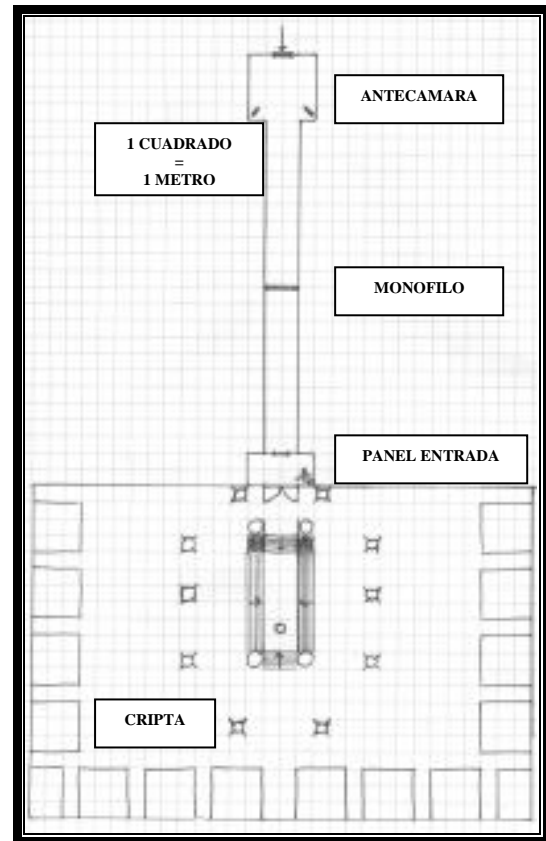 ANTECAMARA
1 CUADRADO
=
1 METRO
MONOFILO
PANEL ENTRADA
CRIPTA